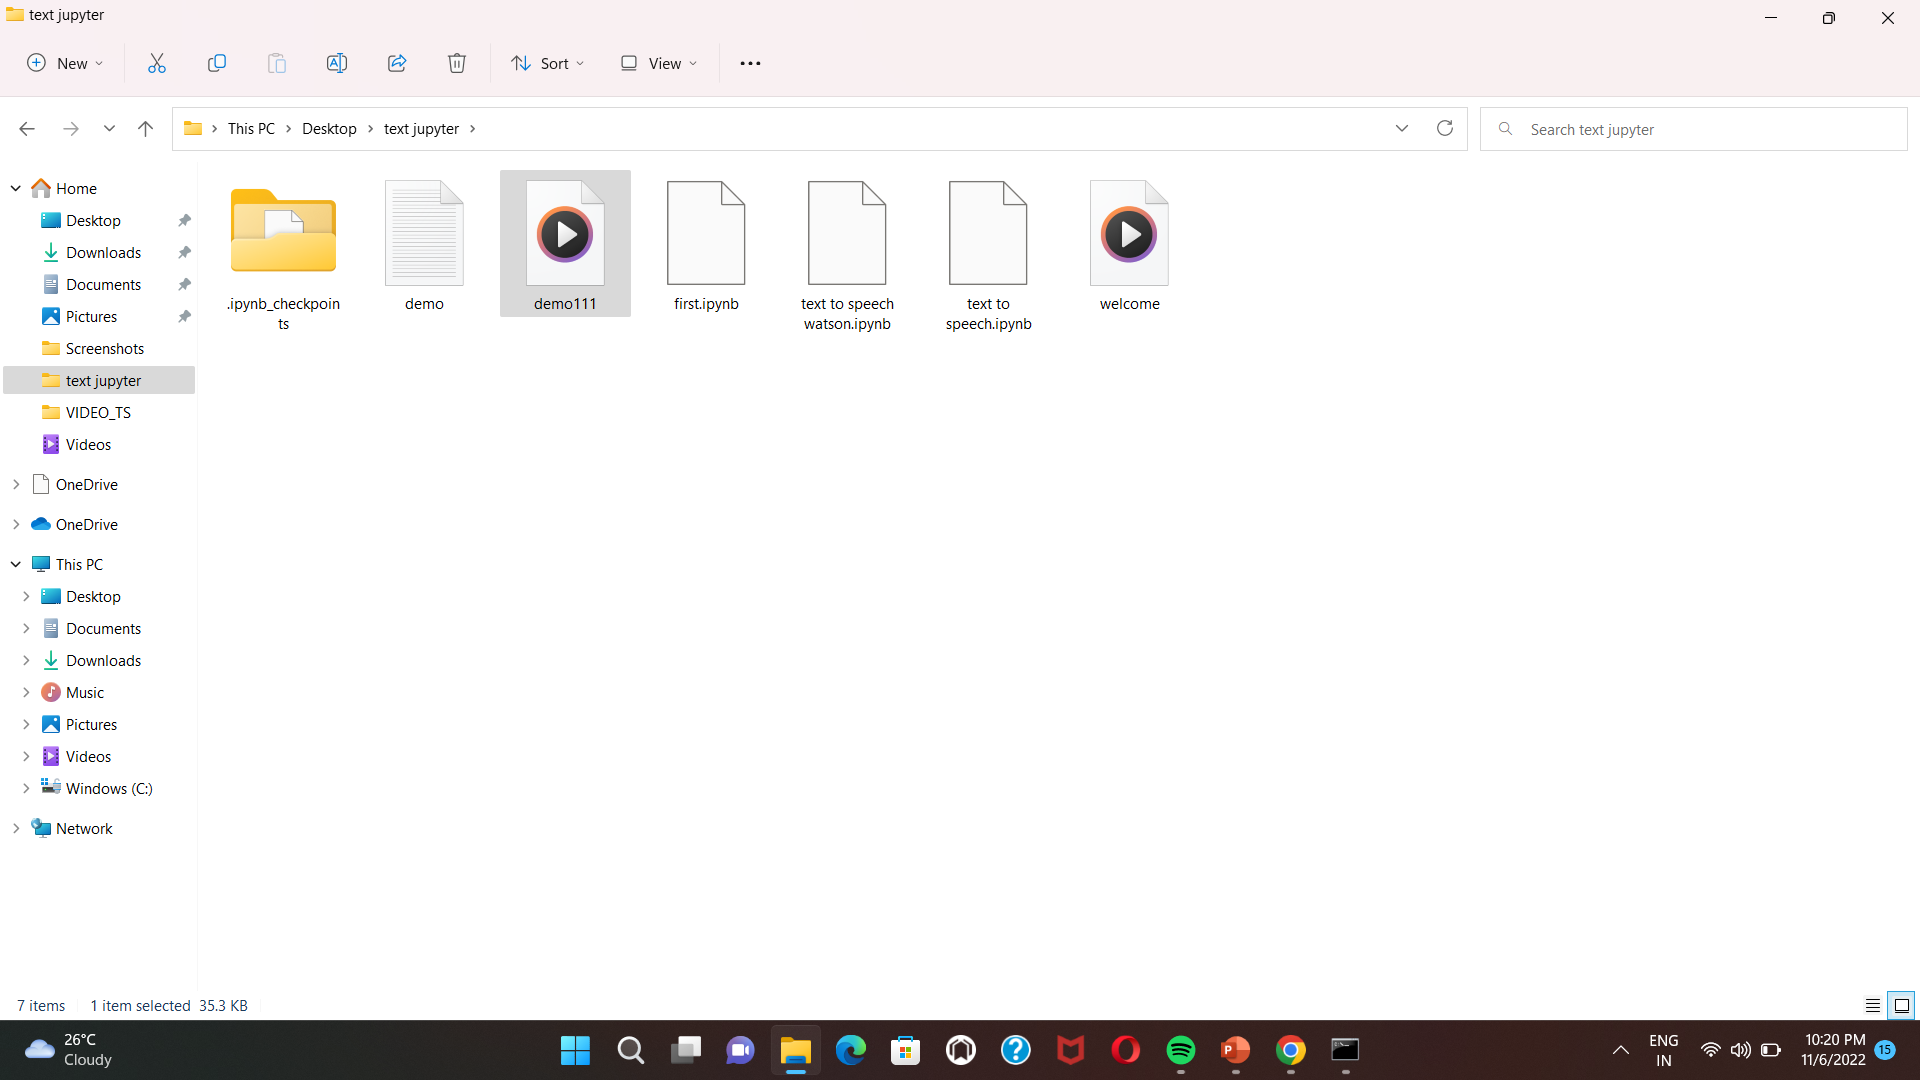 text jupyter
New
Sort
View
This PC
Desktop
text jupyter
Search text jupyter
Home
Desktop
Downloads
Documents
Pictures
Screenshots
text jupyter
VIDEO_TS
Videos
OneDrive
OneDrive
This PC
Desktop
Documents
Downloads
Music
Pictures
Videos
Windows (C:)
Network
.ipynb_checkpoin
ts
demo
demo111
first.ipynb
text to speech
watson.ipynb
text to
speech.ipynb
welcome
7 items
1 item selected 35.3 KB
26°C
Cloudy
ENG
IN
10:20 PM
11/6/2022
15